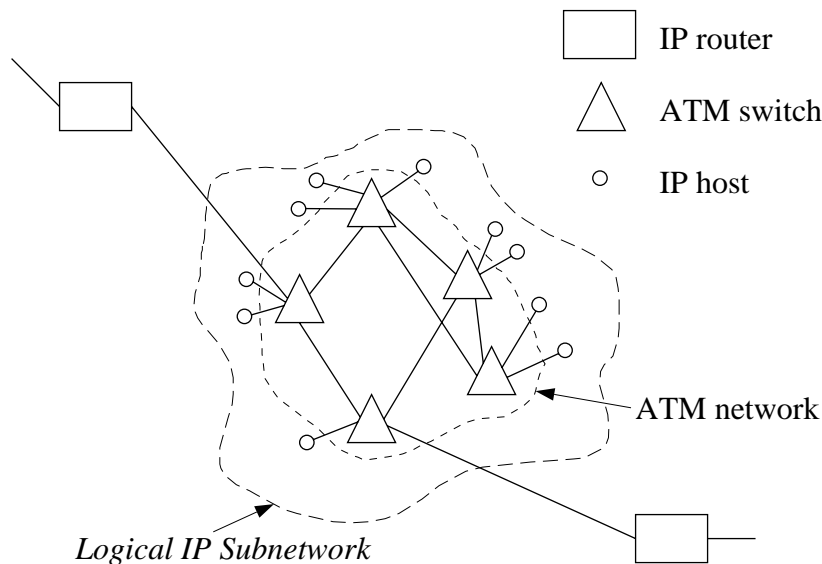 IP router
ATM switch
IP host
ATM network
Logical IP Subnetwork